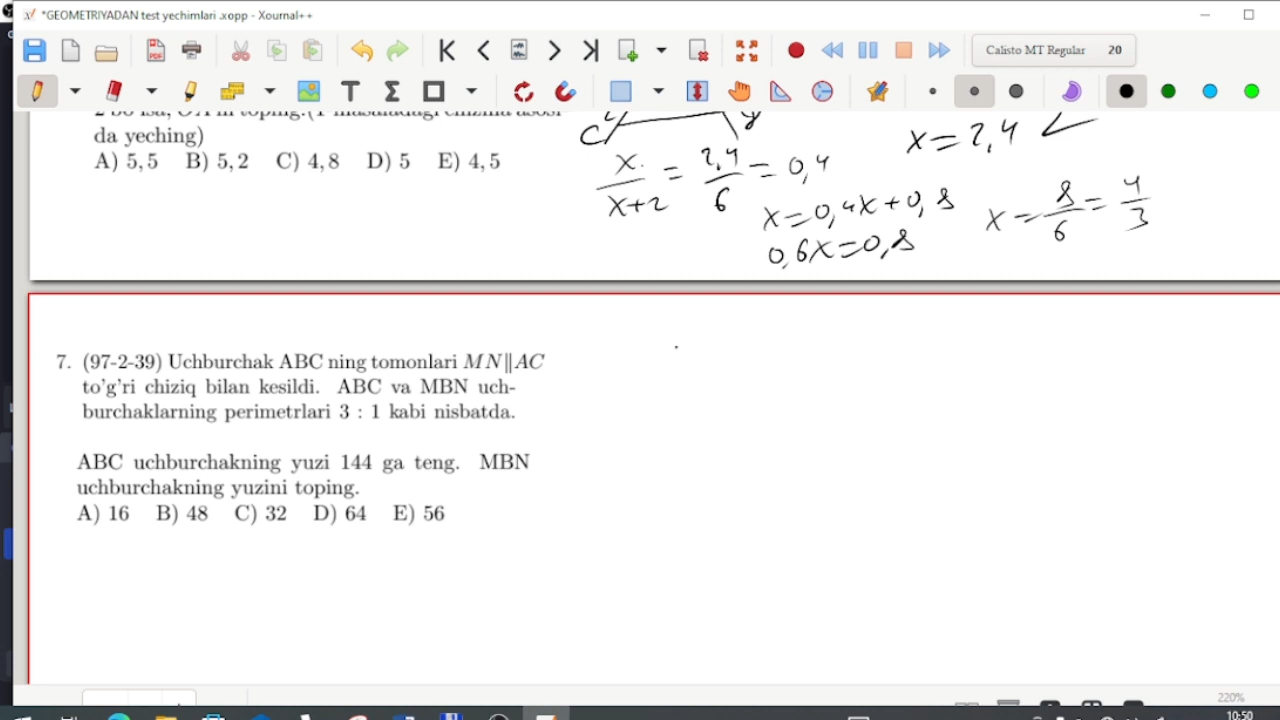 *GEOMETRIYADAN test yechimlari .xopp - Xournal++
Calisto MT Regular 20
da yeching)
A) 5,5 B) 5,2 C) 4,8 D) 5 E) 4,5
C
y
x = 2,4
x/(x+2) = 2,4/6 = 0,4
x = 0,4x + 0,8
0,6x = 0,8
x = 8/6 = 4/3
7. (97-2-39) Uchburchak ABC ning tomonlari MN||AC
to'g'ri chiziq bilan kesildi. ABC va MBN uch-
burchaklarning perimetrlari 3 : 1 kabi nisbatda.
ABC uchburchakning yuzi 144 ga teng. MBN
uchburchakning yuzini toping.
A) 16 B) 48 C) 32 D) 64 E) 56
220%
10:50